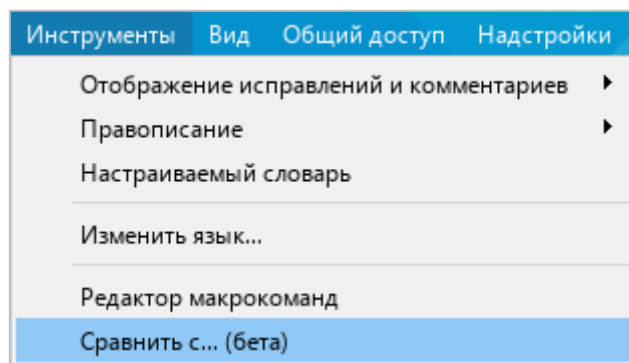 Инструменты Вид Общий доступ Надстройки
Отображение исправлений и комментариев
Правописание
Настраиваемый словарь
Изменить язык...
Редактор макрокоманд
Сравнить с... (бета)